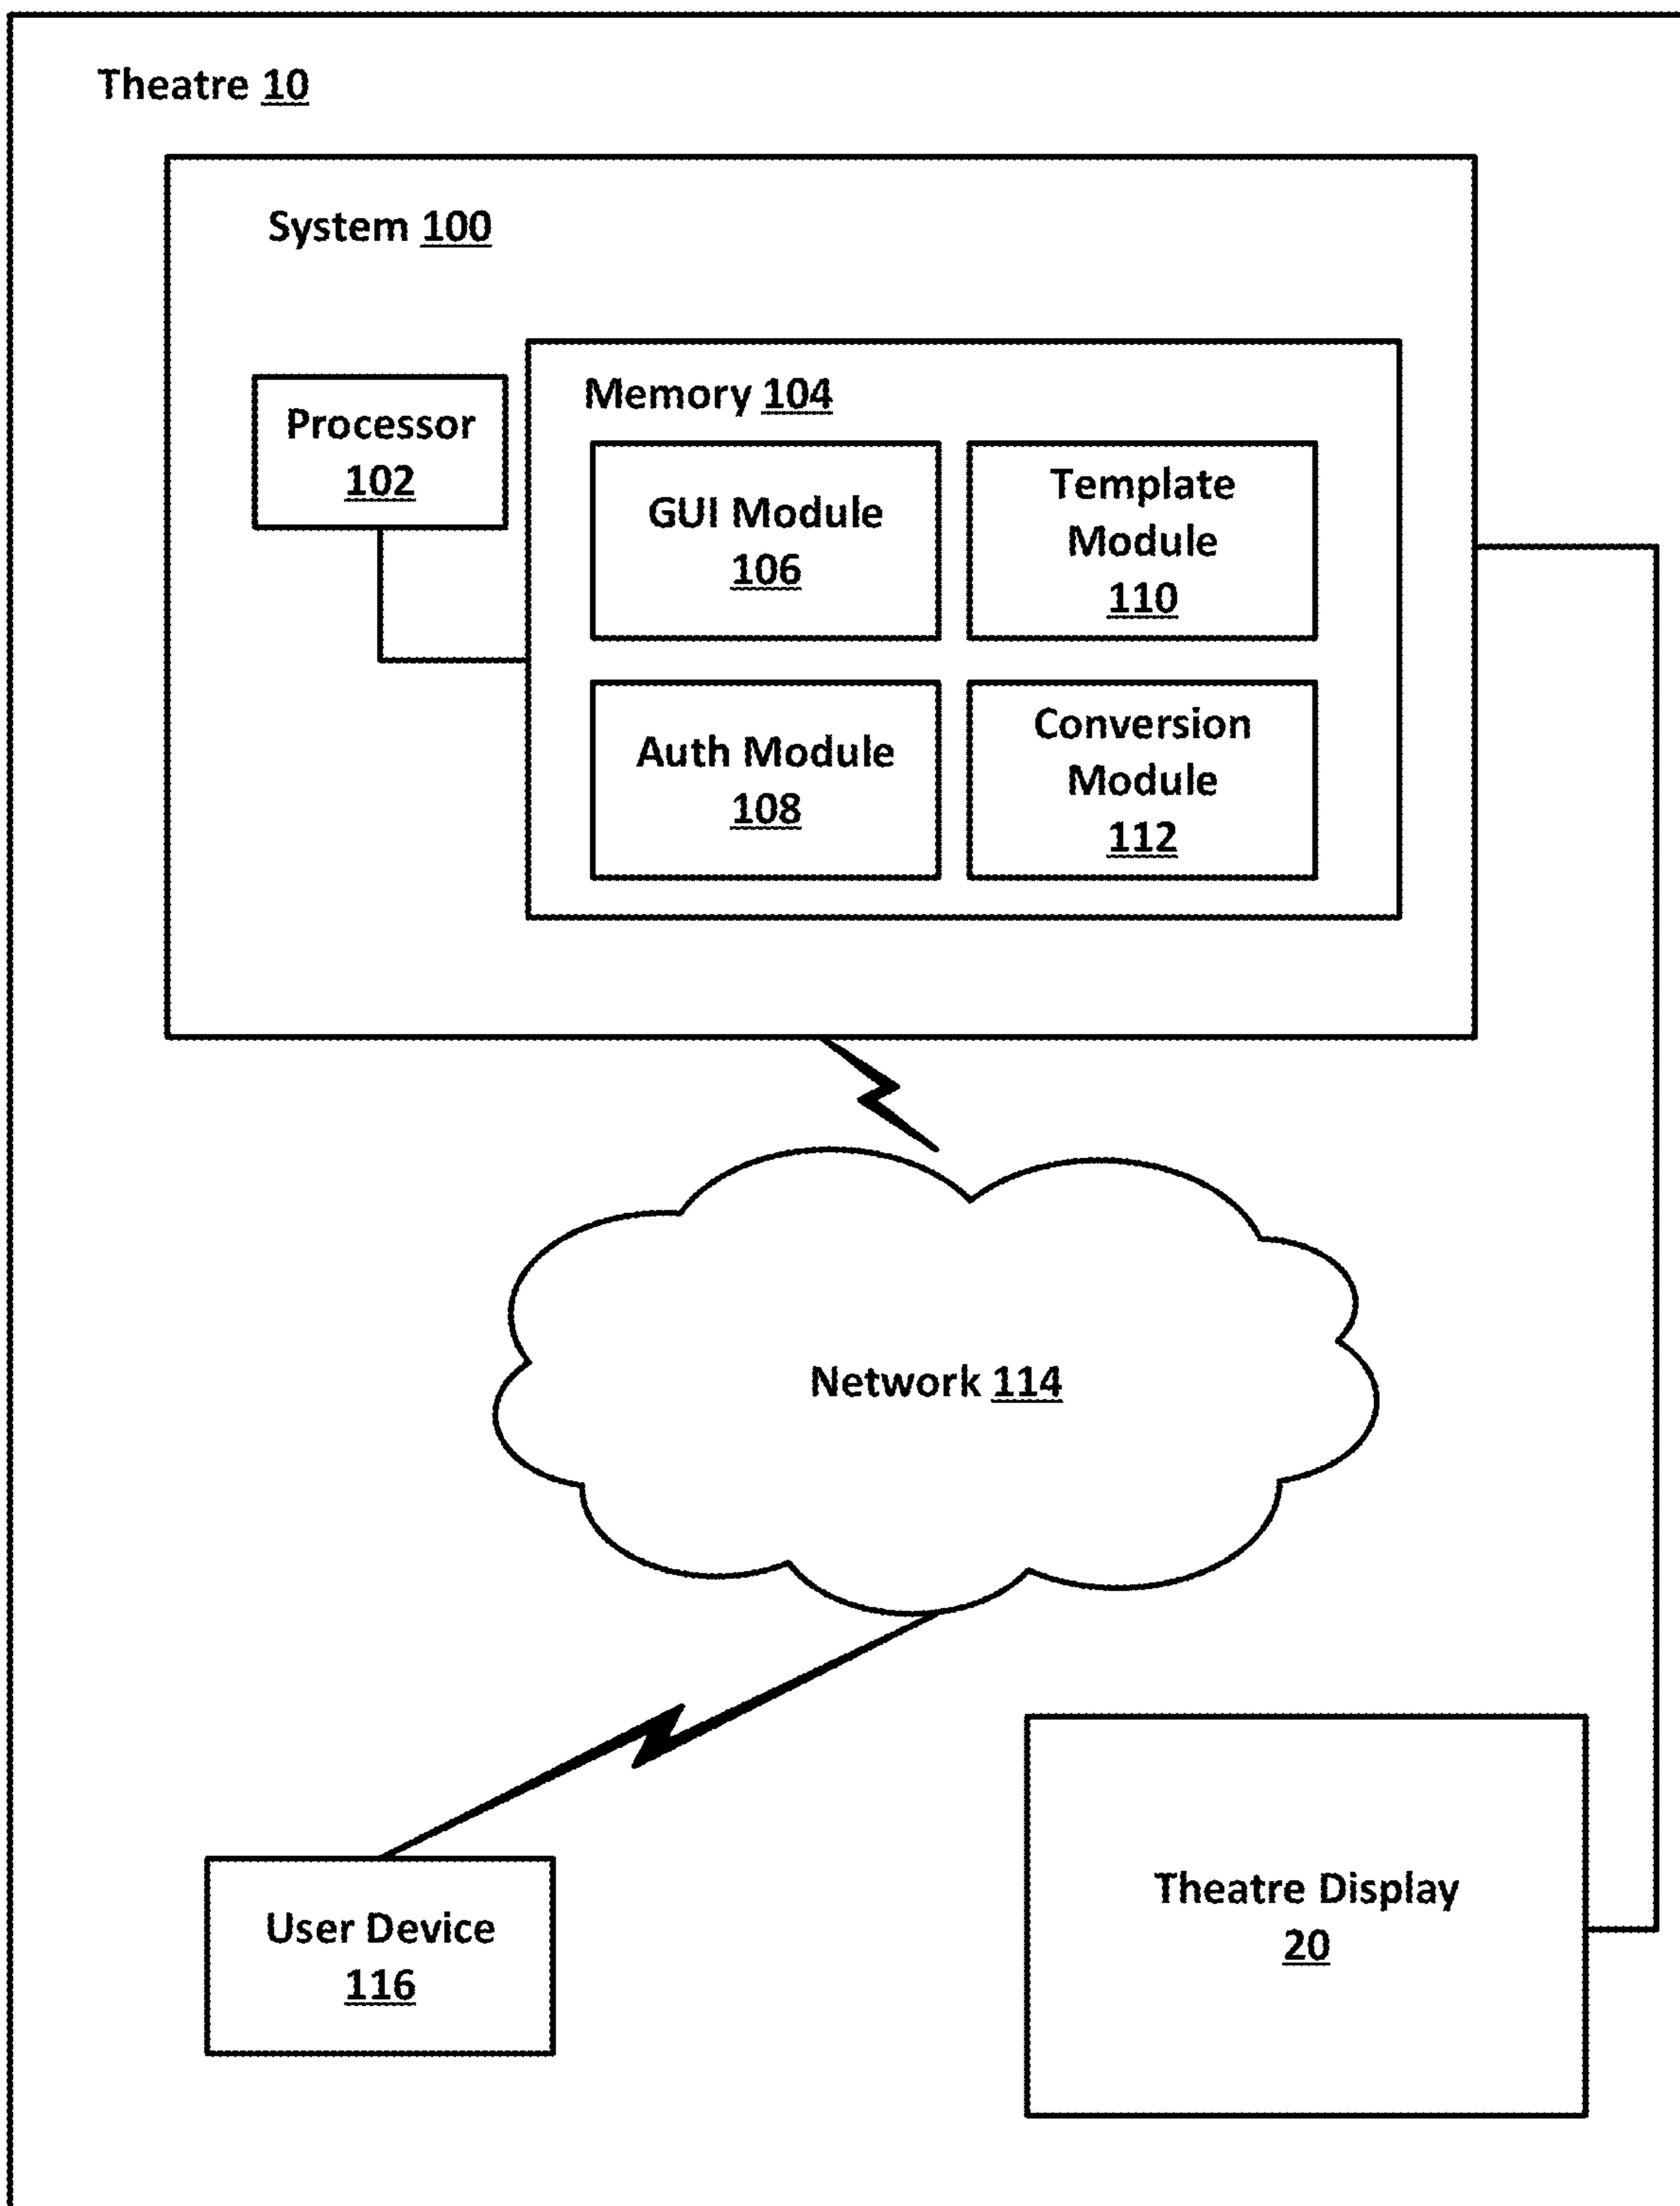 Theatre 10
System 100
Processor
102
Memory 104
GUI Module
106
Template
Module
110
Auth Module
108
Conversion
Module
112
Network 114
User Device
116
Theatre Display
20